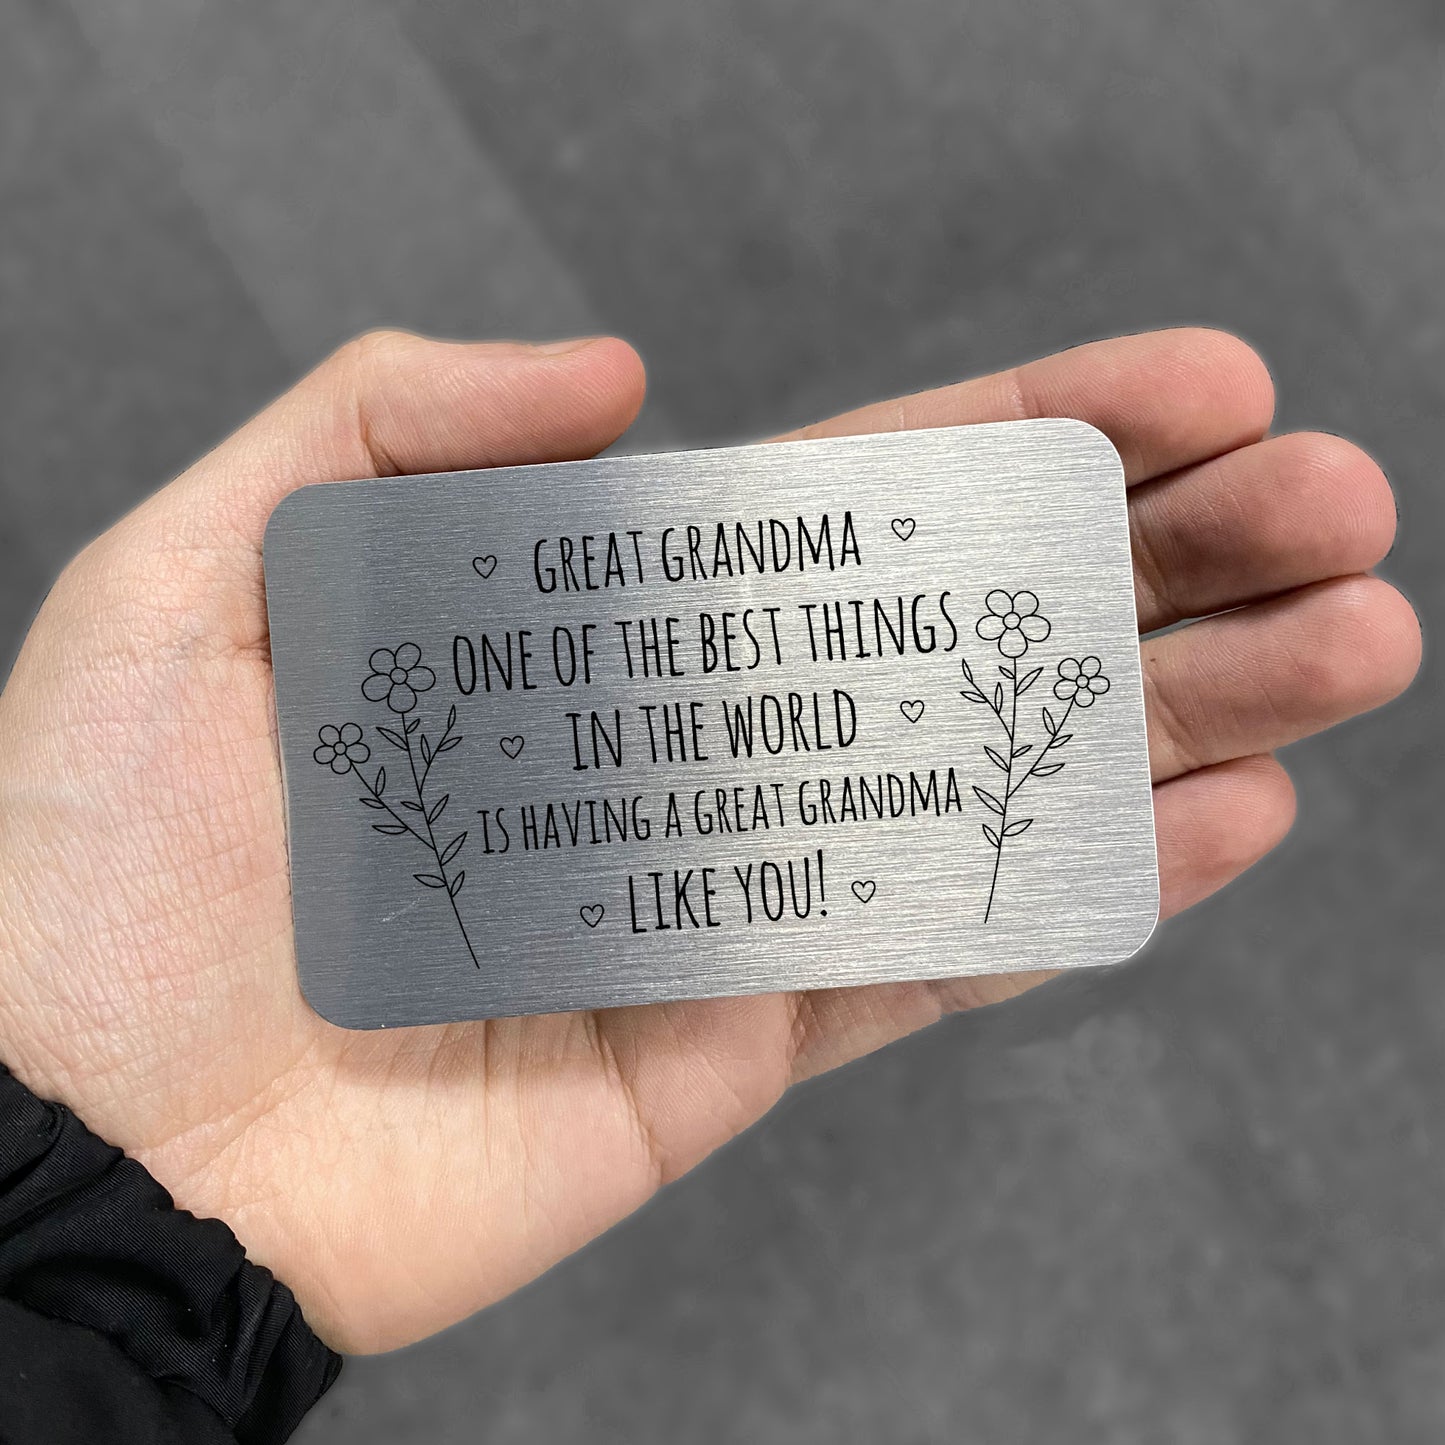 GREAT GRANDMA
ONE OF THE BEST THINGS
IN THE WORLD
IS HAVING A GREAT GRANDMA
LIKE YOU!